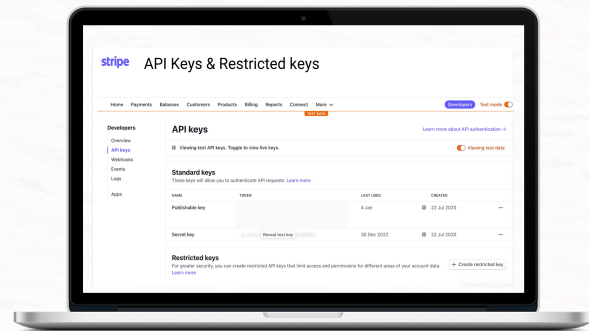 stripe API Keys & Restricted keys
Home Payments Balances Customers Products Billing Reports Connect More Developers Test mode
TEST DATA
Developers
Overview
API keys
Webhooks
Events
Logs
Apps
API keys
Learn more about API authentication →
Viewing test API keys. Toggle to view live keys.
Viewing test data
Standard keys
These keys will allow you to authenticate API requests. Learn more
NAME TOKEN LAST USED CREATED
Publishable key 4 Jan 22 Jul 2020 ...
Secret key Reveal test key 30 Dec 2022 22 Jul 2020 ...
Restricted keys
For greater security, you can create restricted API keys that limit access and permissions for different areas of your account data.
Learn more
+ Create restricted key